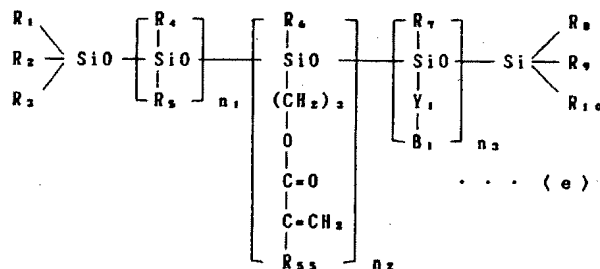 R₁ R₄ R₆ R₇ R₈
R₂ SiO SiO SiO SiO Si R₉
R₃ R₅ n₁ (CH₂)₃ Y₁ R₁₀
O B₁ n₃
C=O · · · (e)
C=CH₂
R₅₅ n₂